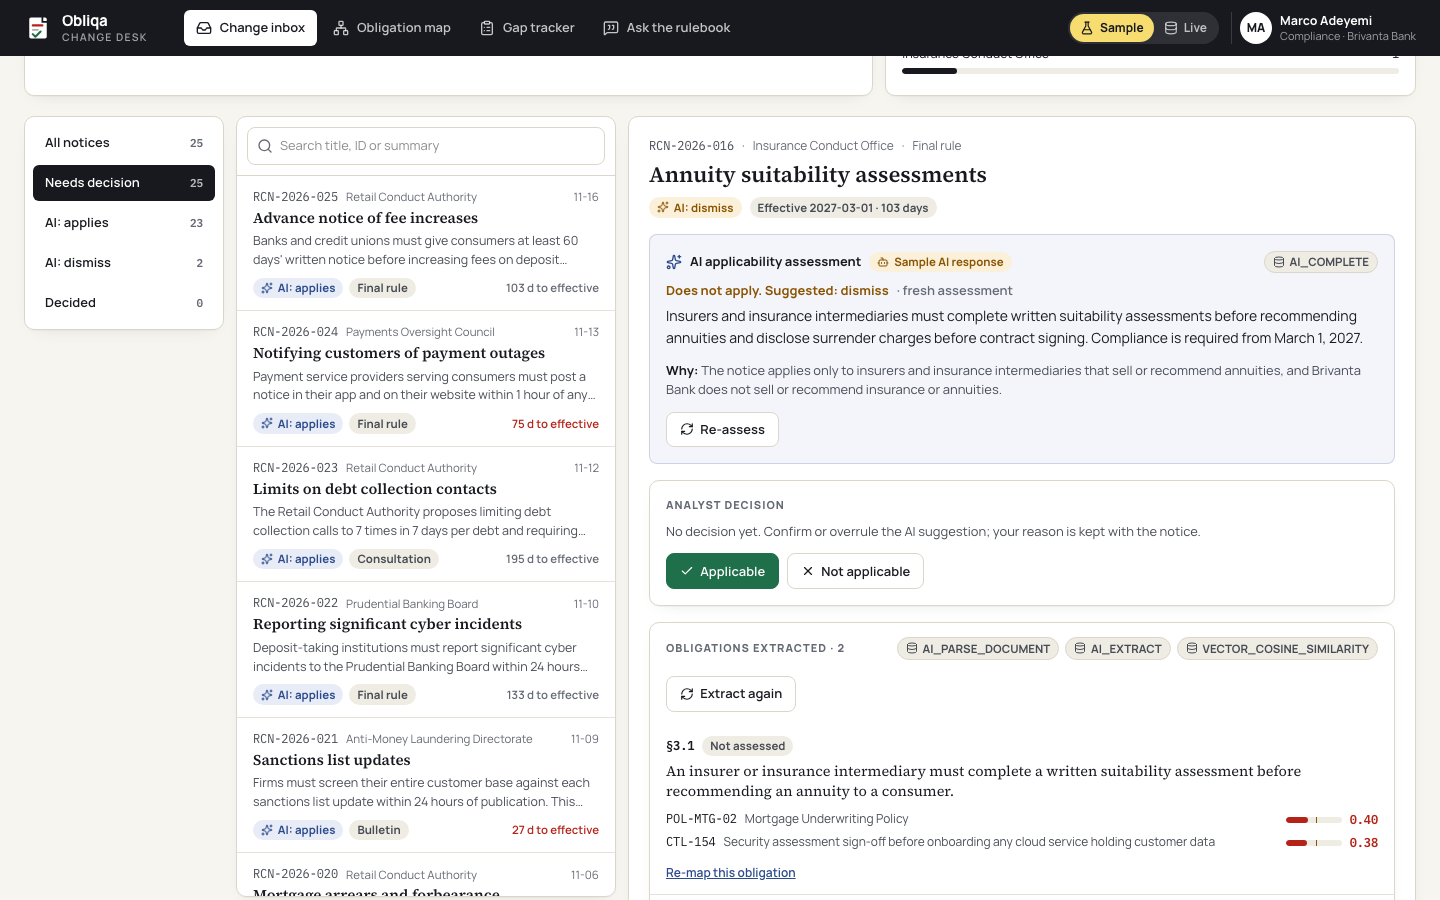 Obliqa
CHANGE DESK
Change inbox
Obligation map
Gap tracker
Ask the rulebook
Sample
Live
MA
Marco Adeyemi
Compliance · Brivanta Bank
Insurance Conduct Office 1
All notices 25
Needs decision 25
AI: applies 23
AI: dismiss 2
Decided 0
Search title, ID or summary
RCN-2026-025 Retail Conduct Authority 11-16
Advance notice of fee increases
Banks and credit unions must give consumers at least 60
days' written notice before increasing fees on deposit…
AI: applies Final rule 103 d to effective
RCN-2026-024 Payments Oversight Council 11-13
Notifying customers of payment outages
Payment service providers serving consumers must post a
notice in their app and on their website within 1 hour of any…
AI: applies Final rule 75 d to effective
RCN-2026-023 Retail Conduct Authority 11-12
Limits on debt collection contacts
The Retail Conduct Authority proposes limiting debt
collection calls to 7 times in 7 days per debt and requiring…
AI: applies Consultation 195 d to effective
RCN-2026-022 Prudential Banking Board 11-10
Reporting significant cyber incidents
Deposit-taking institutions must report significant cyber
incidents to the Prudential Banking Board within 24 hours…
AI: applies Final rule 133 d to effective
RCN-2026-021 Anti-Money Laundering Directorate 11-09
Sanctions list updates
Firms must screen their entire customer base against each
sanctions list update within 24 hours of publication. This…
AI: applies Bulletin 27 d to effective
RCN-2026-020 Retail Conduct Authority 11-06
Mortgage arrears and forbearance
RCN-2026-016 · Insurance Conduct Office · Final rule
Annuity suitability assessments
AI: dismiss Effective 2027-03-01 · 103 days
AI applicability assessment Sample AI response AI_COMPLETE
Does not apply. Suggested: dismiss · fresh assessment
Insurers and insurance intermediaries must complete written suitability assessments before recommending
annuities and disclose surrender charges before contract signing. Compliance is required from March 1, 2027.
Why: The notice applies only to insurers and insurance intermediaries that sell or recommend annuities, and Brivanta
Bank does not sell or recommend insurance or annuities.
Re-assess
ANALYST DECISION
No decision yet. Confirm or overrule the AI suggestion; your reason is kept with the notice.
Applicable Not applicable
OBLIGATIONS EXTRACTED · 2 AI_PARSE_DOCUMENT AI_EXTRACT VECTOR_COSINE_SIMILARITY
Extract again
§3.1 Not assessed
An insurer or insurance intermediary must complete a written suitability assessment before
recommending an annuity to a consumer.
POL-MTG-02 Mortgage Underwriting Policy 0.40
CTL-154 Security assessment sign-off before onboarding any cloud service holding customer data 0.38
Re-map this obligation